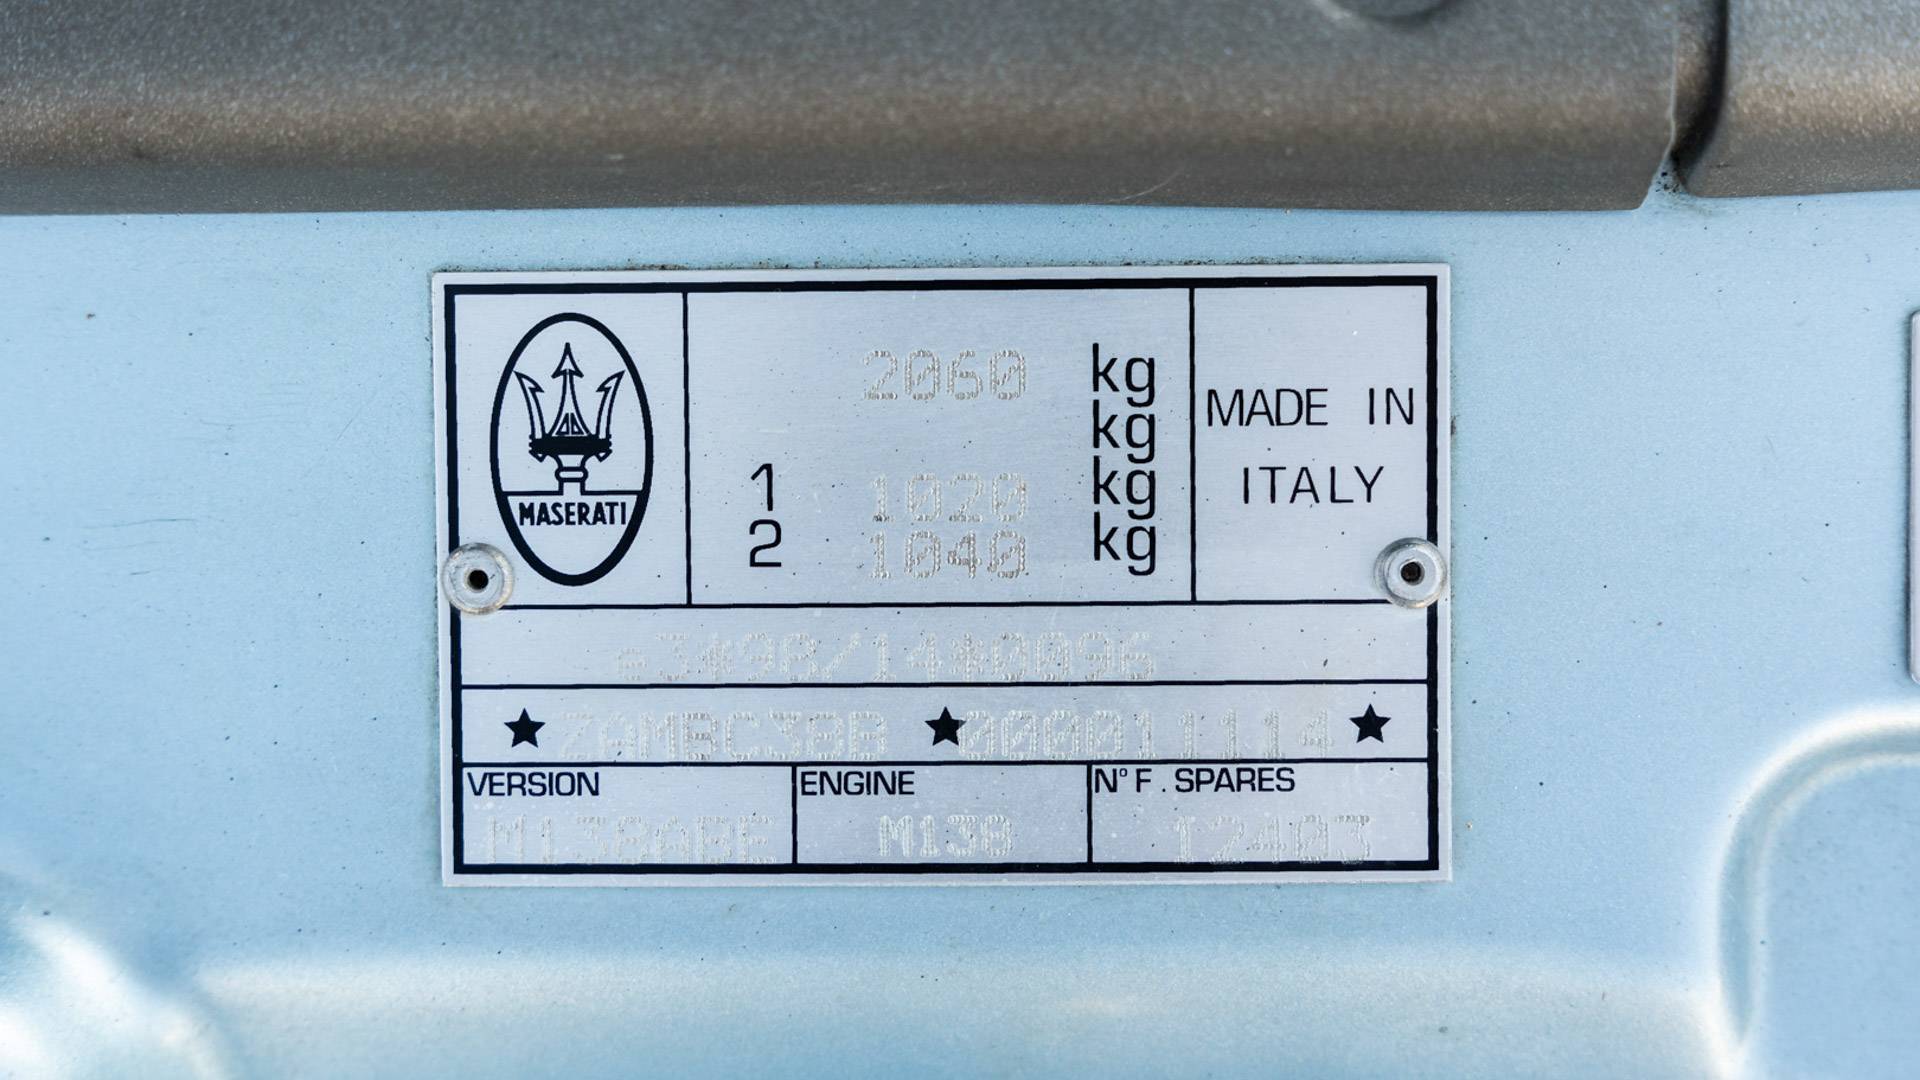 MASERATI
2060 kg
kg
1 1020 kg
2 1040 kg
MADE IN
ITALY
e3*98/14*0096
★ ZAMBC38B ★ 000011114 ★
VERSION
M138ABE
ENGINE
M138
N° F. SPARES
12403